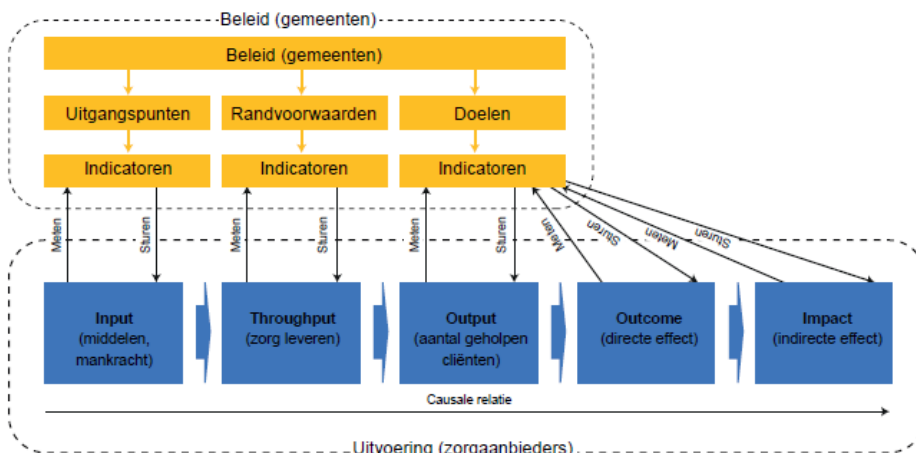 Beleid (gemeenten)
Beleid (gemeenten)
Uitgangspunten
Randvoorwaarden
Doelen
Indicatoren
Indicatoren
Indicatoren
Meten
Sturen
Meten
Sturen
Meten
Sturen
Meten
Sturen
Meten
Sturen
Input
(middelen,
mankracht)
Throughput
(zorg leveren)
Output
(aantal geholpen
cliënten)
Outcome
(directe effect)
Impact
(indirecte effect)
Causale relatie
Uitvoering (zorgaanbieders)